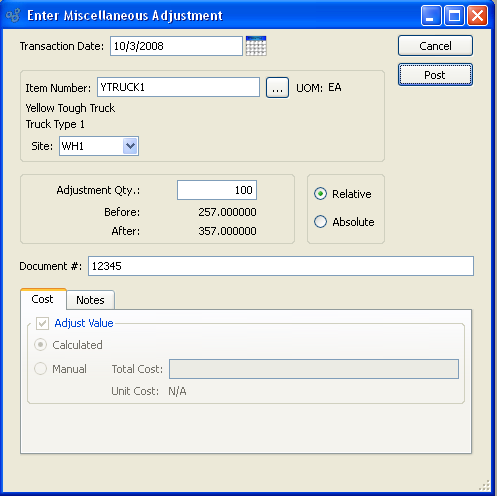 Enter Miscellaneous Adjustment
Transaction Date: 10/3/2008
Cancel
Post
Item Number: YTRUCK1 ... UOM: EA
Yellow Tough Truck
Truck Type 1
Site: WH1
Adjustment Qty.: 100
Before: 257.000000
After: 357.000000
Relative
Absolute
Document #: 12345
Cost Notes
Adjust Value
Calculated
Manual Total Cost:
Unit Cost: N/A